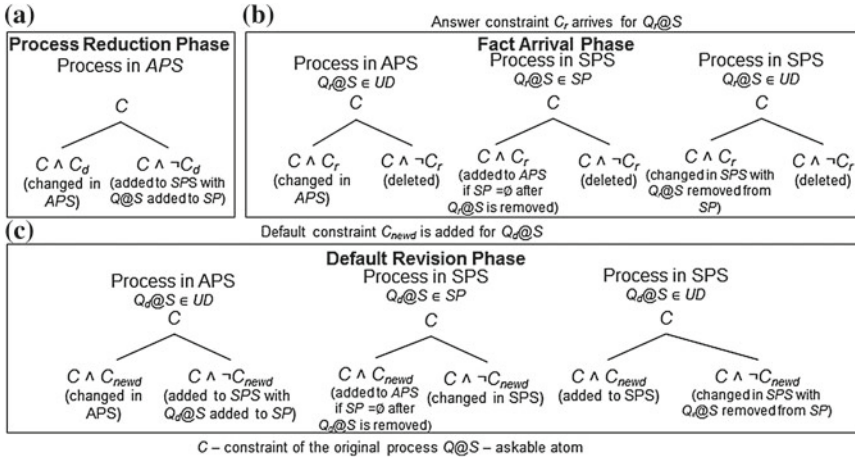 (a)
Process Reduction Phase
Process in APS
C
C ∧ C_d
(changed in
APS)
C ∧ ¬C_d
(added to SPS with
Q@S added to SP)
(b)
Answer constraint C_r arrives for Q_r@S
Fact Arrival Phase
Process in APS
Q_r@S ∈ UD
C
C ∧ C_r
(changed in
APS)
C ∧ ¬C_r
(deleted)
Process in SPS
Q_r@S ∈ SP
C
C ∧ C_r
(added to APS
if SP =ø after
Q_r@S is removed)
C ∧ ¬C_r
(deleted)
Process in SPS
Q_r@S ∈ UD
C
C ∧ C_r
(changed in SPS with
Q_r@S removed from
SP)
C ∧ ¬C_r
(deleted)
(c)
Default constraint C_newd is added for Q_d@S
Default Revision Phase
Process in APS
Q_d@S ∈ UD
C
C ∧ C_newd
(changed in
APS)
C ∧ ¬C_newd
(added to SPS with
Q_d@S added to SP)
Process in SPS
Q_d@S ∈ SP
C
C ∧ C_newd
(added to APS
if SP =ø after
Q_d@S is removed)
C ∧ ¬C_newd
(changed in SPS)
Process in SPS
Q_d@S ∈ UD
C
C ∧ C_newd
(added to SPS)
C ∧ ¬C_newd
(changed in SPS with
Q_r@S removed from SP)
C – constraint of the original process Q@S – askable atom